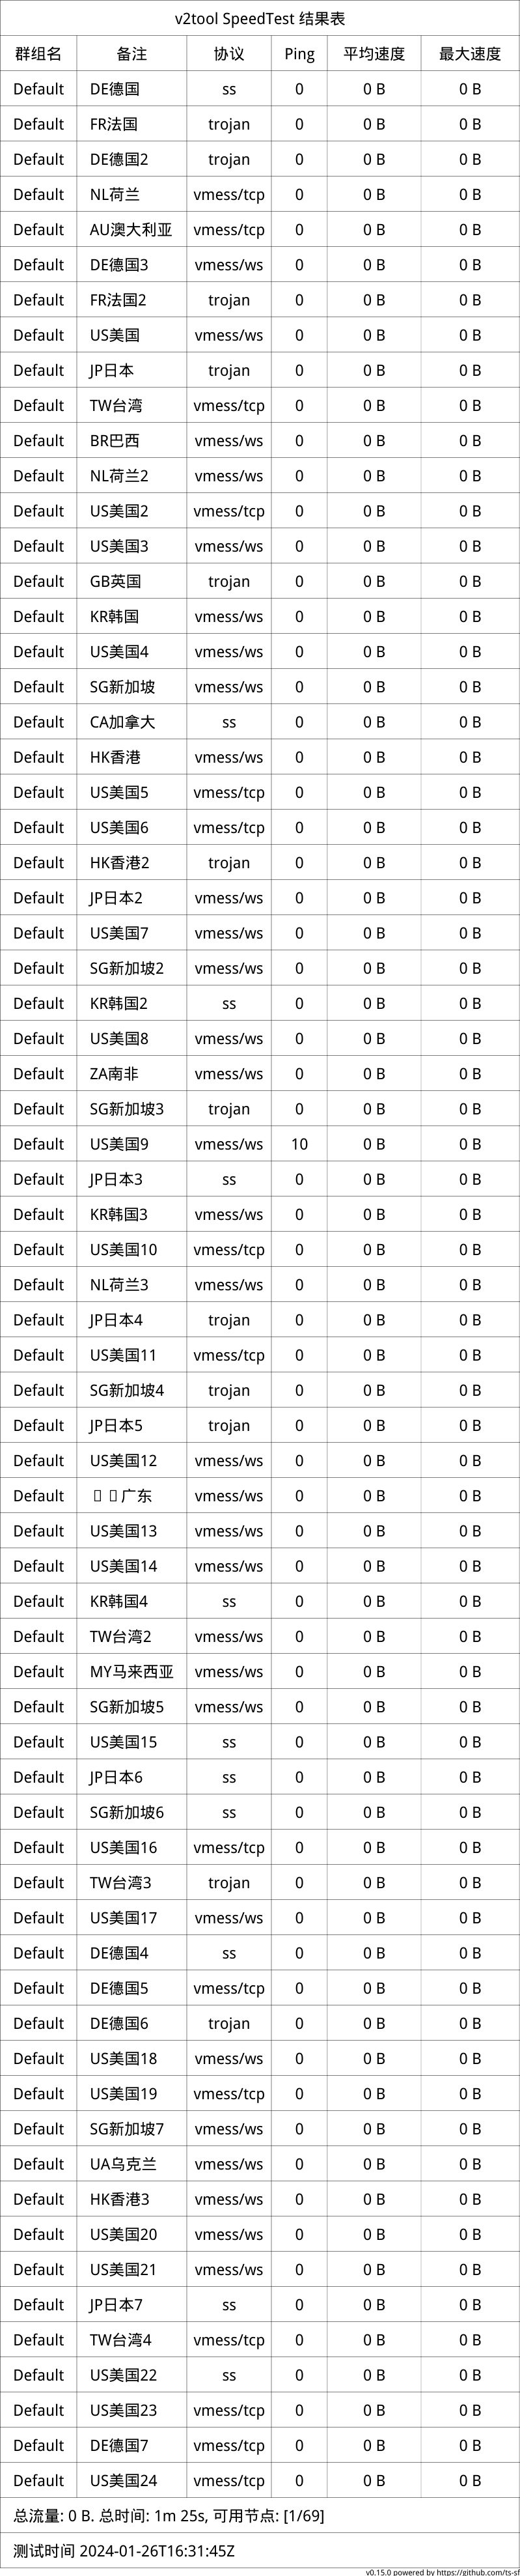 v2tool SpeedTest 结果表
群组名 备注 协议 Ping 平均速度 最大速度
Default DE德国 ss 0 0 B 0 B
Default FR法国 trojan 0 0 B 0 B
Default DE德国2 trojan 0 0 B 0 B
Default NL荷兰 vmess/tcp 0 0 B 0 B
Default AU澳大利亚 vmess/tcp 0 0 B 0 B
Default DE德国3 vmess/ws 0 0 B 0 B
Default FR法国2 trojan 0 0 B 0 B
Default US美国 vmess/ws 0 0 B 0 B
Default JP日本 trojan 0 0 B 0 B
Default TW台湾 vmess/tcp 0 0 B 0 B
Default BR巴西 vmess/ws 0 0 B 0 B
Default NL荷兰2 vmess/ws 0 0 B 0 B
Default US美国2 vmess/tcp 0 0 B 0 B
Default US美国3 vmess/ws 0 0 B 0 B
Default GB英国 trojan 0 0 B 0 B
Default KR韩国 vmess/ws 0 0 B 0 B
Default US美国4 vmess/ws 0 0 B 0 B
Default SG新加坡 vmess/ws 0 0 B 0 B
Default CA加拿大 ss 0 0 B 0 B
Default HK香港 vmess/ws 0 0 B 0 B
Default US美国5 vmess/tcp 0 0 B 0 B
Default US美国6 vmess/tcp 0 0 B 0 B
Default HK香港2 trojan 0 0 B 0 B
Default JP日本2 vmess/ws 0 0 B 0 B
Default US美国7 vmess/ws 0 0 B 0 B
Default SG新加坡2 vmess/ws 0 0 B 0 B
Default KR韩国2 ss 0 0 B 0 B
Default US美国8 vmess/ws 0 0 B 0 B
Default ZA南非 vmess/ws 0 0 B 0 B
Default SG新加坡3 trojan 0 0 B 0 B
Default US美国9 vmess/ws 10 0 B 0 B
Default JP日本3 ss 0 0 B 0 B
Default KR韩国3 vmess/ws 0 0 B 0 B
Default US美国10 vmess/tcp 0 0 B 0 B
Default NL荷兰3 vmess/ws 0 0 B 0 B
Default JP日本4 trojan 0 0 B 0 B
Default US美国11 vmess/tcp 0 0 B 0 B
Default SG新加坡4 trojan 0 0 B 0 B
Default JP日本5 trojan 0 0 B 0 B
Default US美国12 vmess/ws 0 0 B 0 B
Default 广东 vmess/ws 0 0 B 0 B
Default US美国13 vmess/ws 0 0 B 0 B
Default US美国14 vmess/ws 0 0 B 0 B
Default KR韩国4 ss 0 0 B 0 B
Default TW台湾2 vmess/ws 0 0 B 0 B
Default MY马来西亚 vmess/ws 0 0 B 0 B
Default SG新加坡5 vmess/ws 0 0 B 0 B
Default US美国15 ss 0 0 B 0 B
Default JP日本6 ss 0 0 B 0 B
Default SG新加坡6 ss 0 0 B 0 B
Default US美国16 vmess/tcp 0 0 B 0 B
Default TW台湾3 trojan 0 0 B 0 B
Default US美国17 vmess/ws 0 0 B 0 B
Default DE德国4 ss 0 0 B 0 B
Default DE德国5 vmess/tcp 0 0 B 0 B
Default DE德国6 trojan 0 0 B 0 B
Default US美国18 vmess/ws 0 0 B 0 B
Default US美国19 vmess/tcp 0 0 B 0 B
Default SG新加坡7 vmess/ws 0 0 B 0 B
Default UA乌克兰 vmess/ws 0 0 B 0 B
Default HK香港3 vmess/ws 0 0 B 0 B
Default US美国20 vmess/ws 0 0 B 0 B
Default US美国21 vmess/ws 0 0 B 0 B
Default JP日本7 ss 0 0 B 0 B
Default TW台湾4 vmess/tcp 0 0 B 0 B
Default US美国22 ss 0 0 B 0 B
Default US美国23 vmess/tcp 0 0 B 0 B
Default DE德国7 vmess/tcp 0 0 B 0 B
Default US美国24 vmess/tcp 0 0 B 0 B
总流量: 0 B. 总时间: 1m 25s, 可用节点: [1/69]
测试时间 2024-01-26T16:31:45Z
v0.15.0 powered by https://github.com/ts-sf